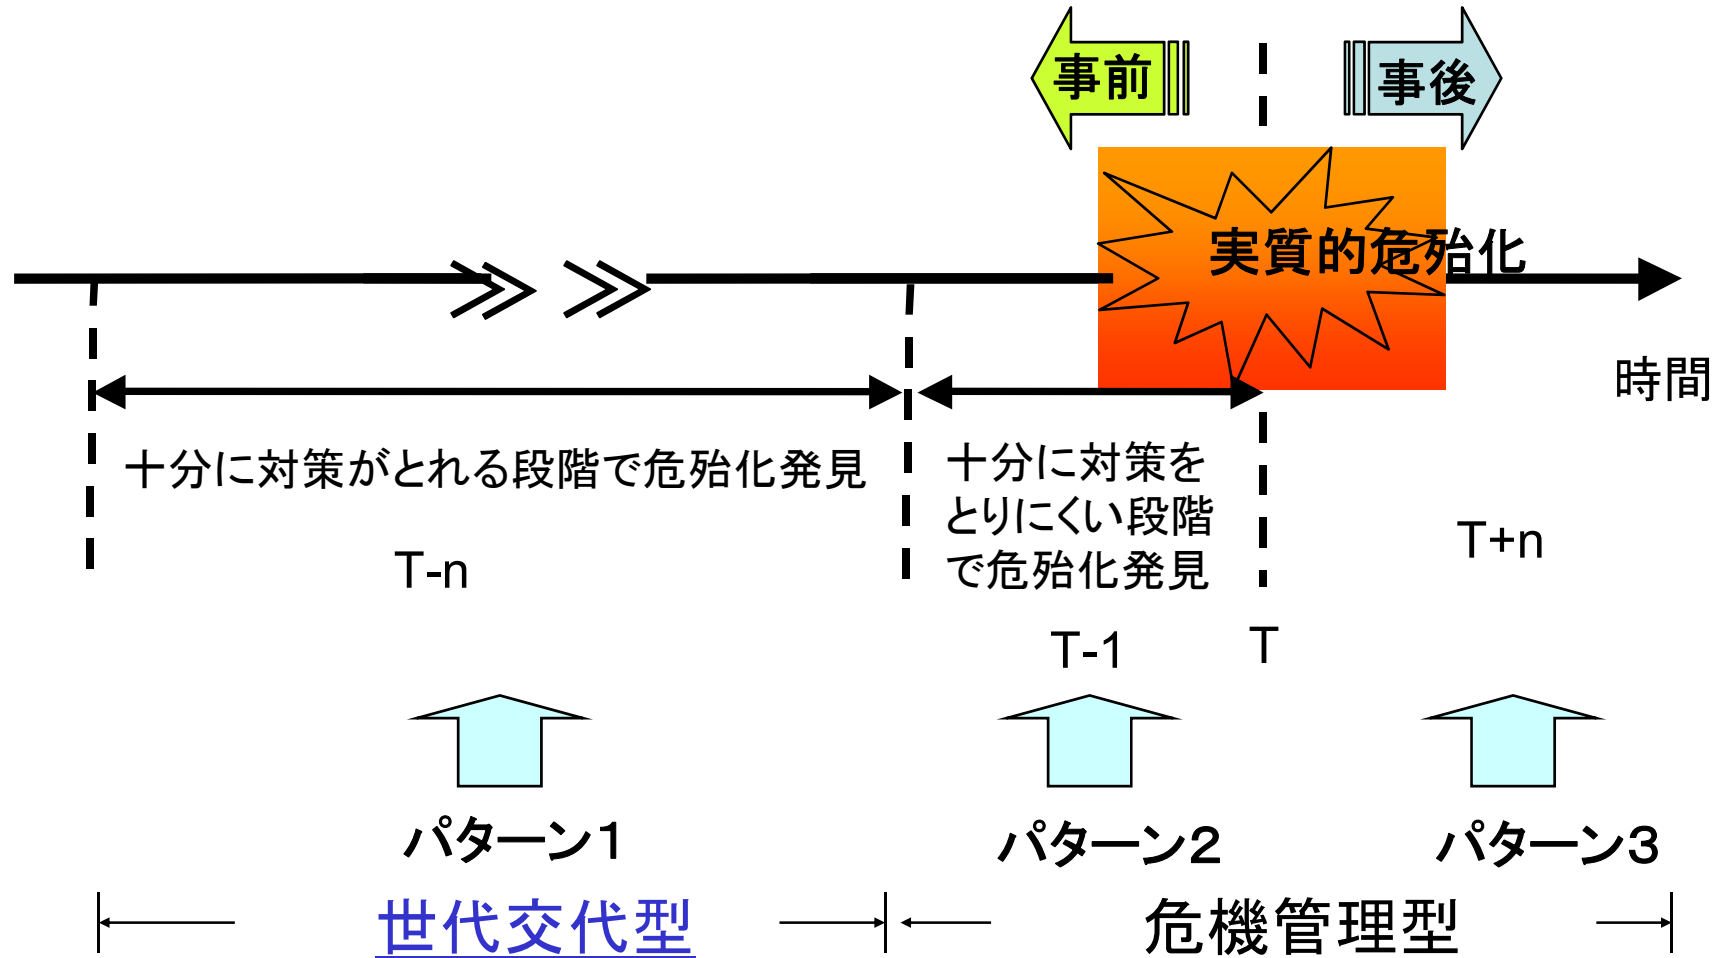 事前
事後
実質的危殆化
時間
十分に対策がとれる段階で危殆化発見
十分に対策を
とりにくい段階
で危殆化発見
T-n
T+n
T-1
T
パターン１
パターン２
パターン３
世代交代型
危機管理型